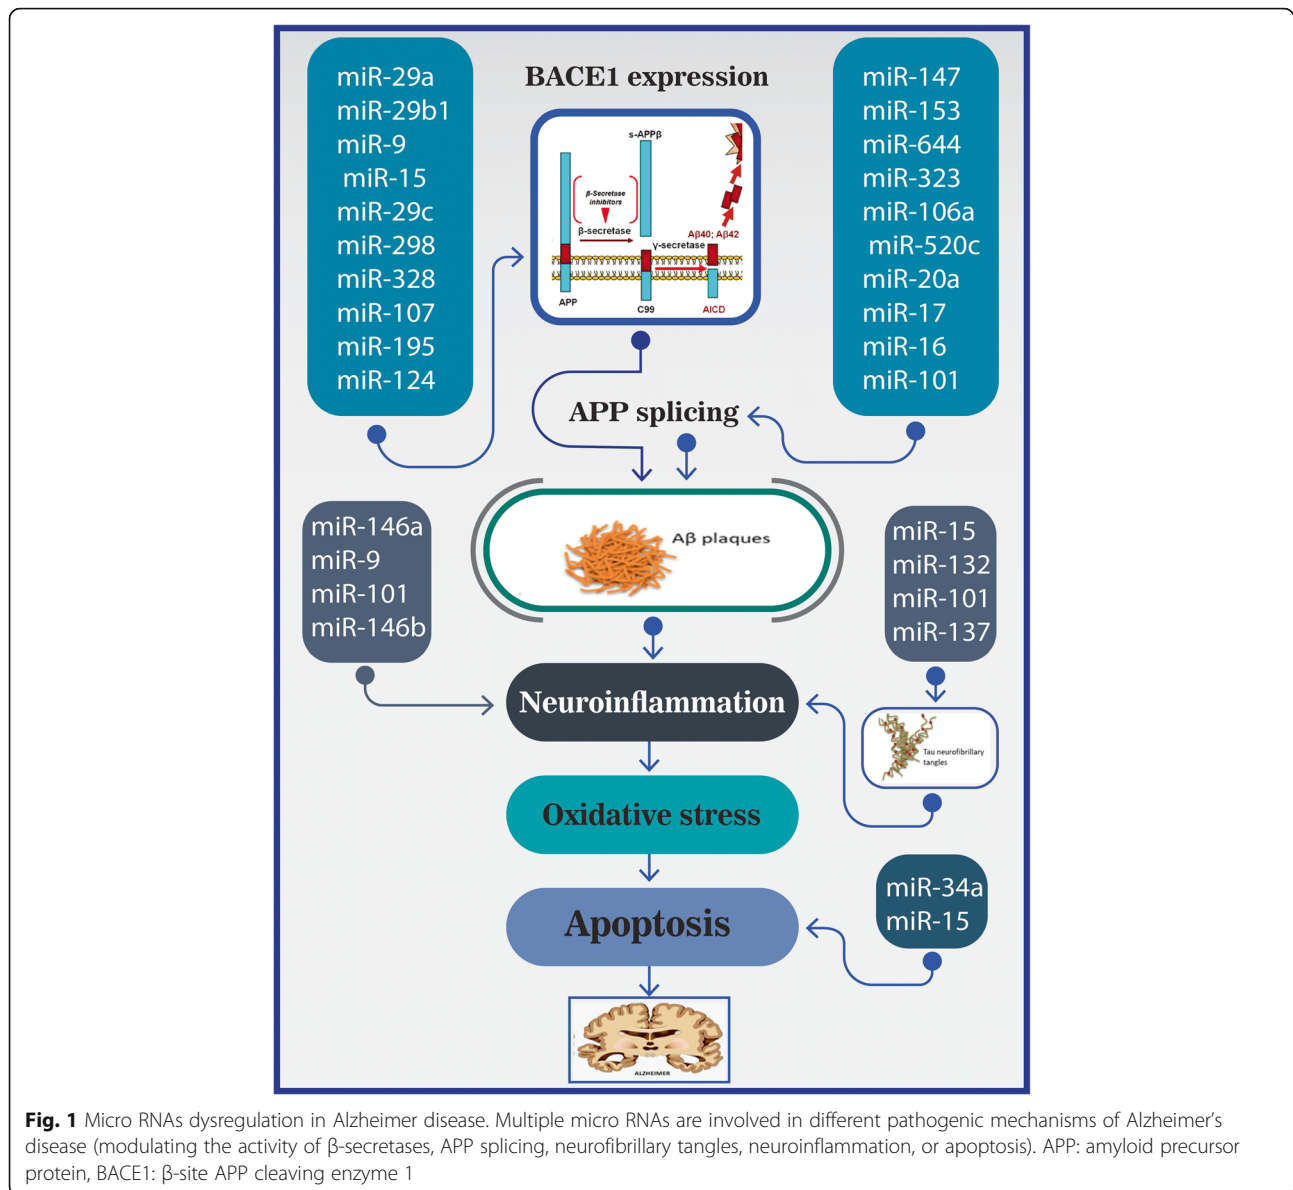 miR-29a
miR-29b1
miR-9
miR-15
miR-29c
miR-298
miR-328
miR-107
miR-195
miR-124
BACE1 expression
s-APPβ
β-Secretase
inhibitors
β-secretase
Aβ40; Aβ42
γ-secretase
APP
C99
AICD
miR-147
miR-153
miR-644
miR-323
miR-106a
miR-520c
miR-20a
miR-17
miR-16
miR-101
APP splicing
Aβ plaques
miR-146a
miR-9
miR-101
miR-146b
miR-15
miR-132
miR-101
miR-137
Neuroinflammation
Tau neurofibrillary
tangles
Oxidative stress
miR-34a
miR-15
Apoptosis
ALZHEIMER
Fig. 1 Micro RNAs dysregulation in Alzheimer disease. Multiple micro RNAs are involved in different pathogenic mechanisms of Alzheimer's
disease (modulating the activity of β-secretases, APP splicing, neurofibrillary tangles, neuroinflammation, or apoptosis). APP: amyloid precursor
protein, BACE1: β-site APP cleaving enzyme 1